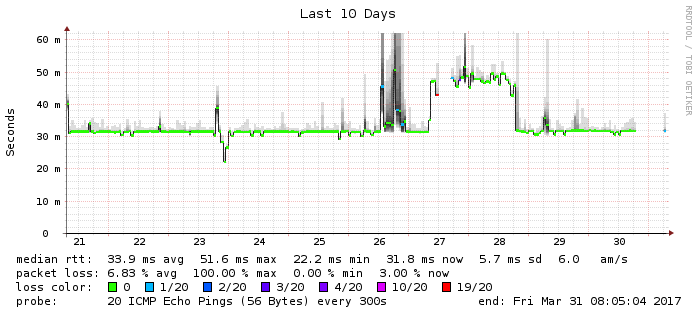 Last 10 Days
RRDTOOL / TOBI OETIKER
Seconds
60 m
50 m
40 m
30 m
20 m
10 m
0
21 22 23 24 25 26 27 28 29 30
median rtt: 33.9 ms avg 51.6 ms max 22.2 ms min 31.8 ms now 5.7 ms sd 6.0 am/s
packet loss: 6.83 % avg 100.00 % max 0.00 % min 3.00 % now
loss color: 0 1/20 2/20 3/20 4/20 10/20 19/20
probe: 20 ICMP Echo Pings (56 Bytes) every 300s end: Fri Mar 31 08:05:04 2017